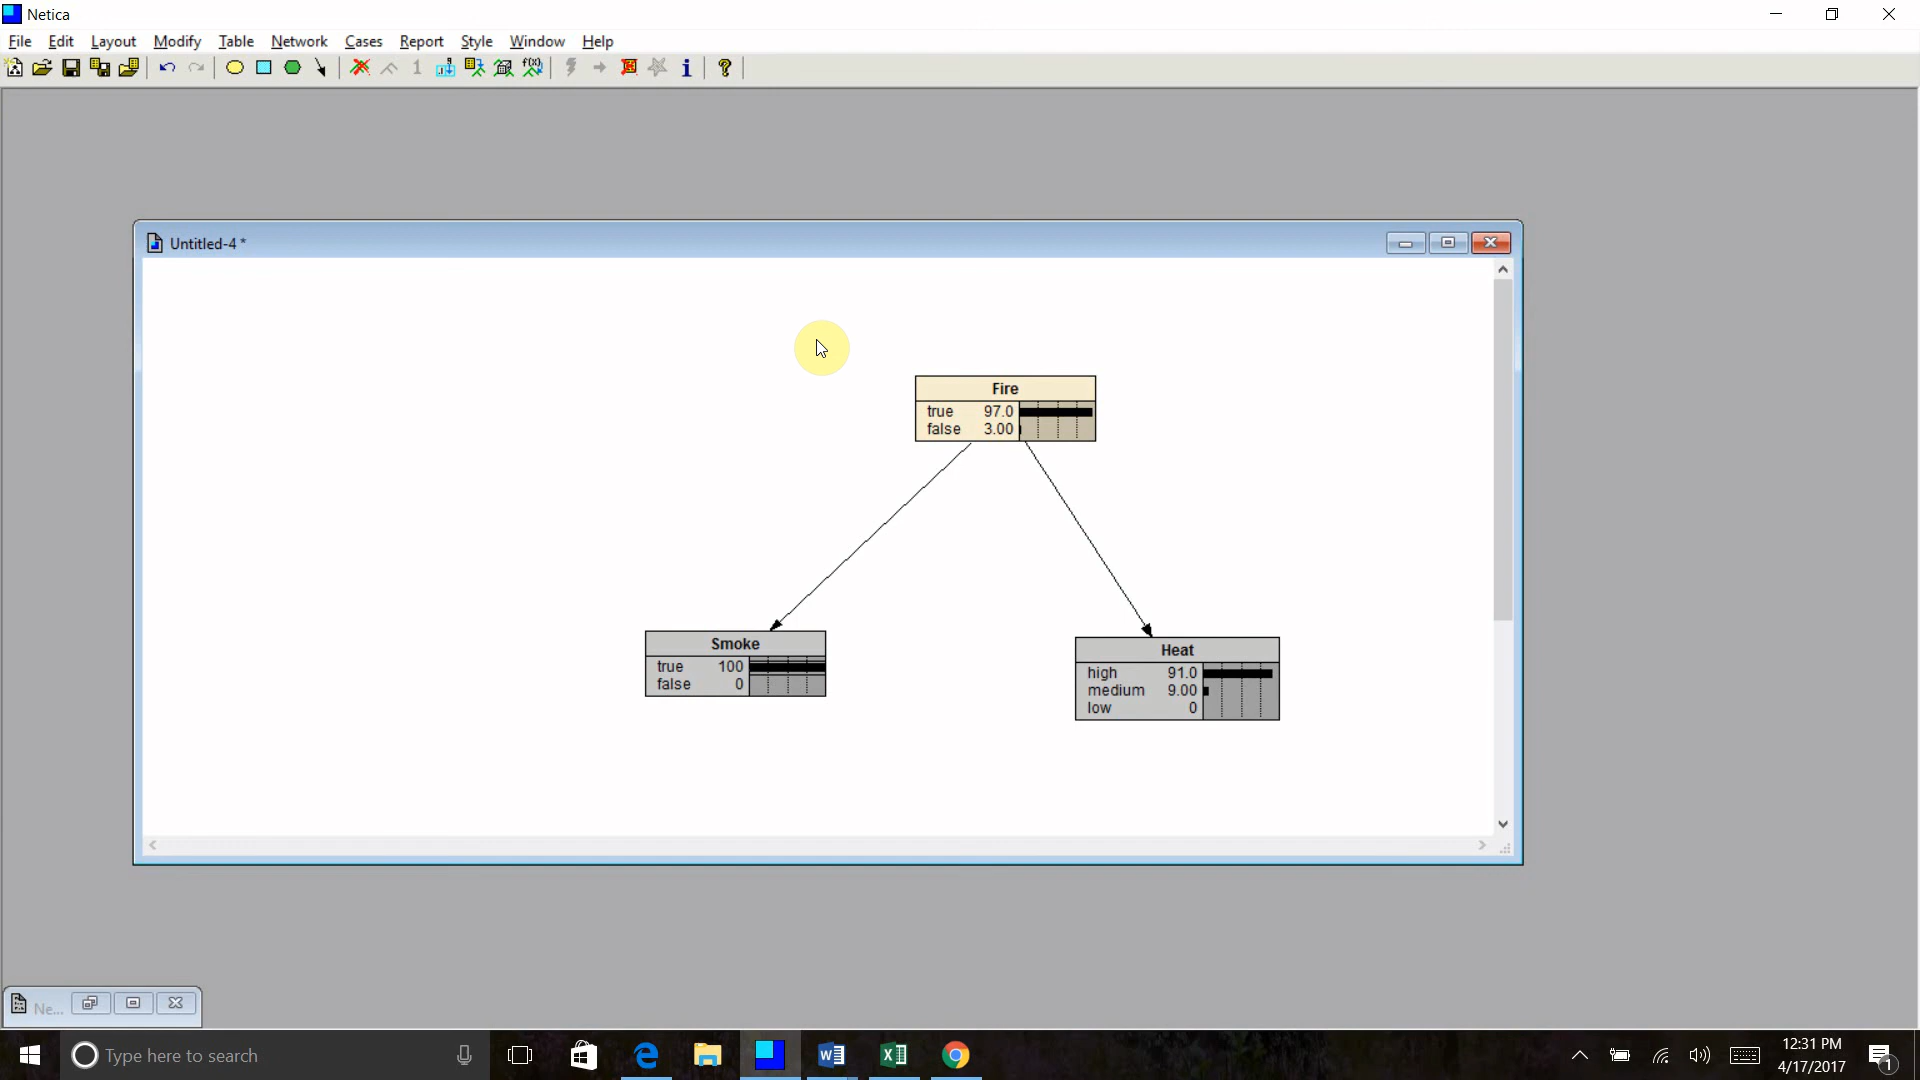 Netica
File Edit Layout Modify Table Network Cases Report Style Window Help
1 f(x) i ?
Untitled-4 *
Fire
true 97.0
false 3.00
Smoke
true 100
false 0
Heat
high 91.0
medium 9.00
low 0
Ne...
Type here to search
12:31 PM
4/17/2017
1